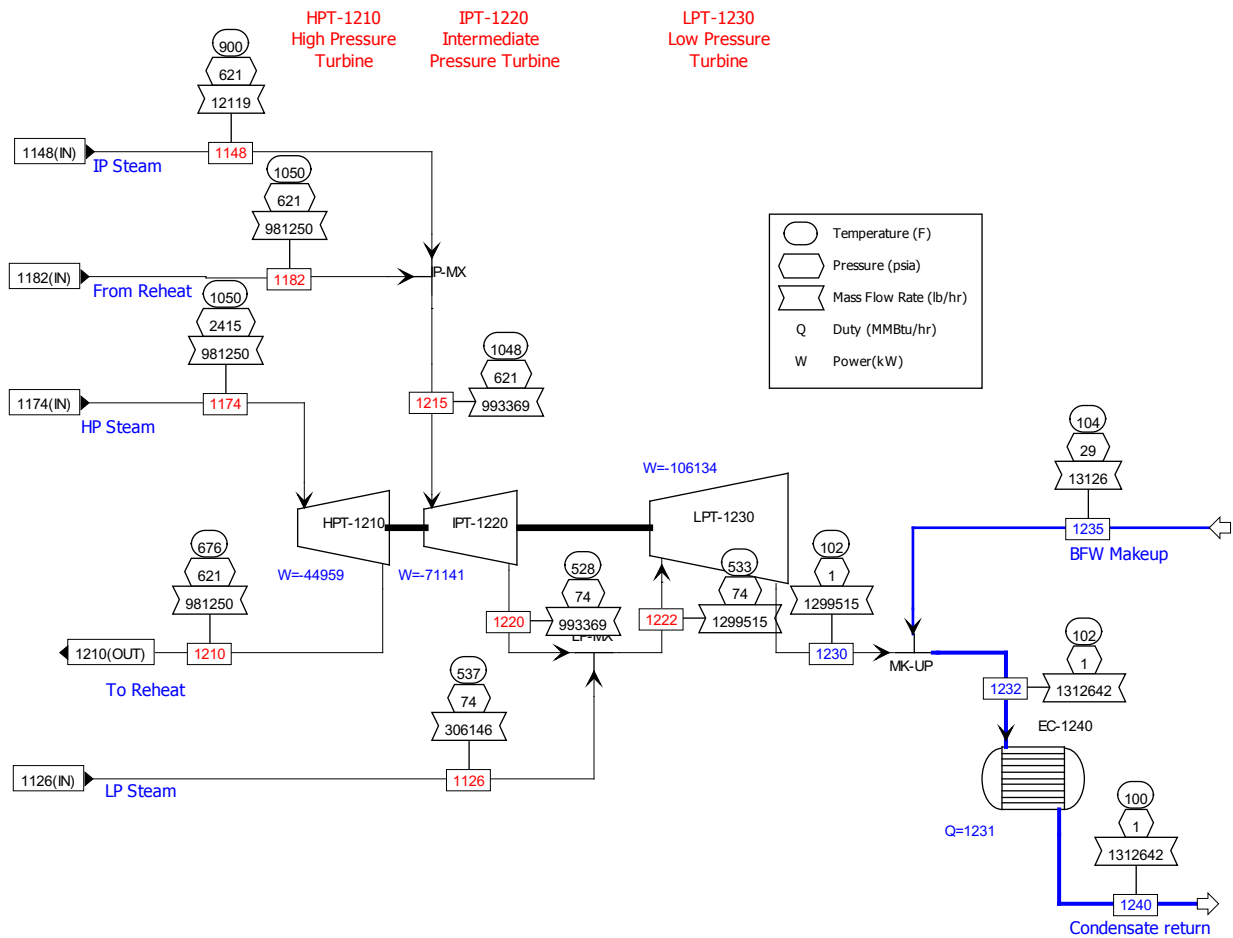 HPT-1210
High Pressure
Turbine
IPT-1220
Intermediate
Pressure Turbine
LPT-1230
Low Pressure
Turbine
900
621
12119
1148(IN)
1148
IP Steam
1050
621
981250
1182(IN)
1182
P-MX
From Reheat
1050
2415
981250
1174(IN)
1174
HP Steam
1048
621
993369
1215
Temperature (F)
Pressure (psia)
Mass Flow Rate (lb/hr)
Q Duty (MMBtu/hr)
W Power(kW)
104
29
13126
1235
BFW Makeup
W=-106134
HPT-1210
IPT-1220
LPT-1230
W=-44959
W=-71141
676
621
981250
1210(OUT)
1210
To Reheat
528
74
993369
1220
LP-MX
533
74
1299515
1222
102
1
1299515
1230
MK-UP
102
1
1312642
1232
EC-1240
537
74
306146
1126(IN)
1126
LP Steam
Q=1231
100
1
1312642
1240
Condensate return